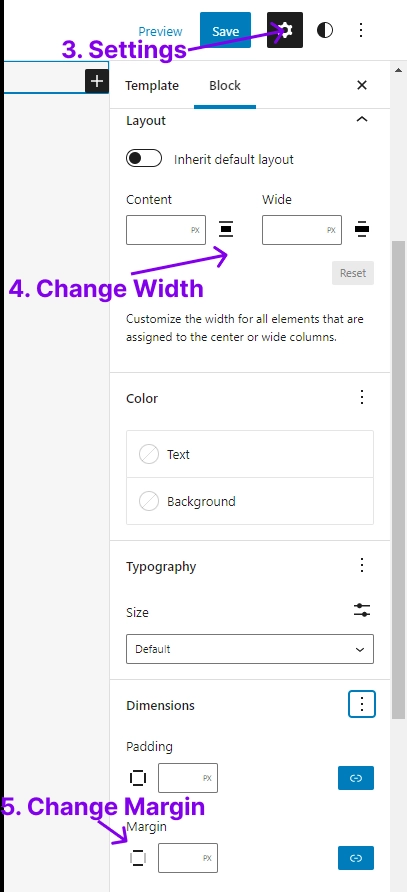 Preview
Save
3. Settings
Template
Block
Layout
Inherit default layout
Content
Wide
PX
PX
Reset
4. Change Width
Customize the width for all elements that are
assigned to the center or wide columns.
Color
Text
Background
Typography
Size
Default
Dimensions
Padding
PX
5. Change Margin
Margin
PX